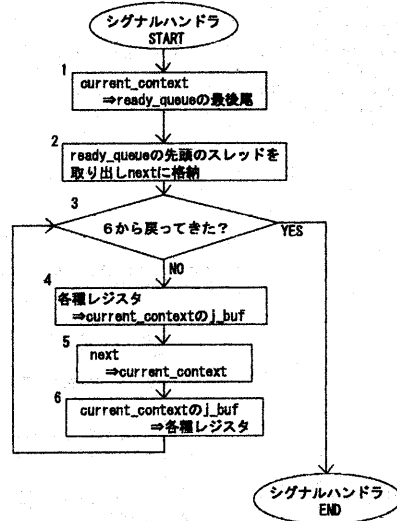 シグナルハンドラ
START
1
current_context
⇒ready_queueの最後尾
2
ready_queueの先頭のスレッドを
取り出しnextに格納
3
6から戻ってきた?
YES
NO
4
各種レジスタ
⇒current_contextのj_buf
5
next
⇒current_context
6
current_contextのj_buf
⇒各種レジスタ
シグナルハンドラ
END